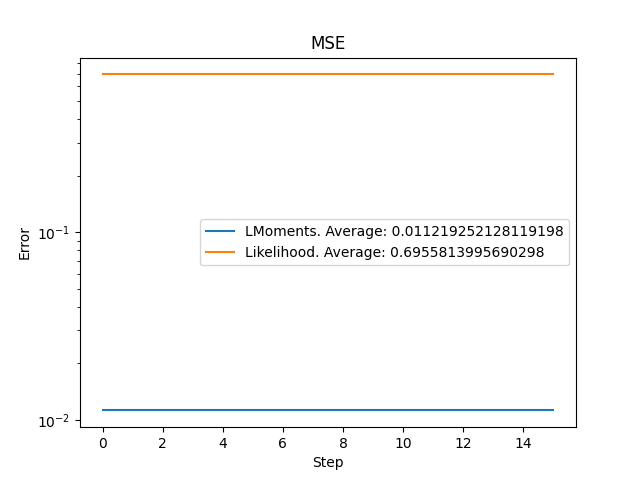 MSE
Error
10⁻¹
10⁻²
LMoments. Average: 0.011219252128119198
Likelihood. Average: 0.6955813995690298
0 2 4 6 8 10 12 14
Step